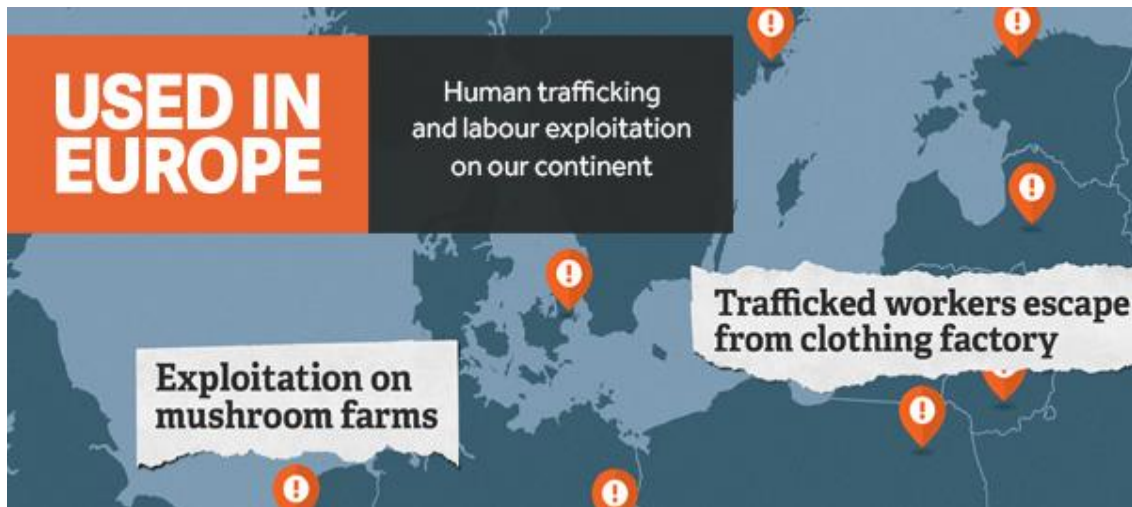 USED IN
EUROPE
Human trafficking
and labour exploitation
on our continent
Trafficked workers escape
from clothing factory
Exploitation on
mushroom farms